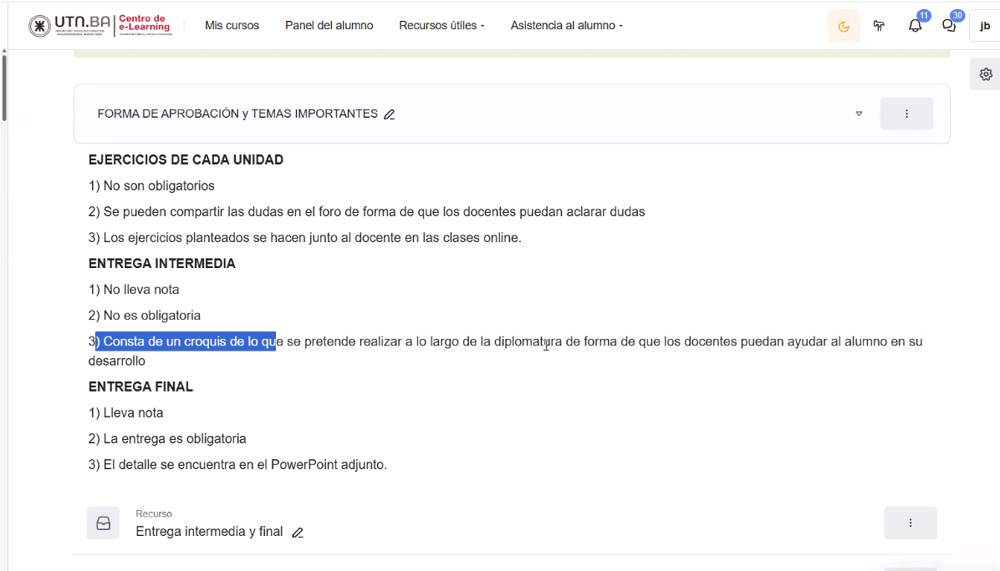 UTN.BA Centro de e-Learning
Mis cursos
Panel del alumno
Recursos útiles
Asistencia al alumno
11
30
jb
FORMA DE APROBACIÓN y TEMAS IMPORTANTES
EJERCICIOS DE CADA UNIDAD
1) No son obligatorios
2) Se pueden compartir las dudas en el foro de forma de que los docentes puedan aclarar dudas
3) Los ejercicios planteados se hacen junto al docente en las clases online.
ENTREGA INTERMEDIA
1) No lleva nota
2) No es obligatoria
3) Consta de un croquis de lo que se pretende realizar a lo largo de la diplomatura de forma de que los docentes puedan ayudar al alumno en su
desarrollo
ENTREGA FINAL
1) Lleva nota
2) La entrega es obligatoria
3) El detalle se encuentra en el PowerPoint adjunto.
Recurso
Entrega intermedia y final